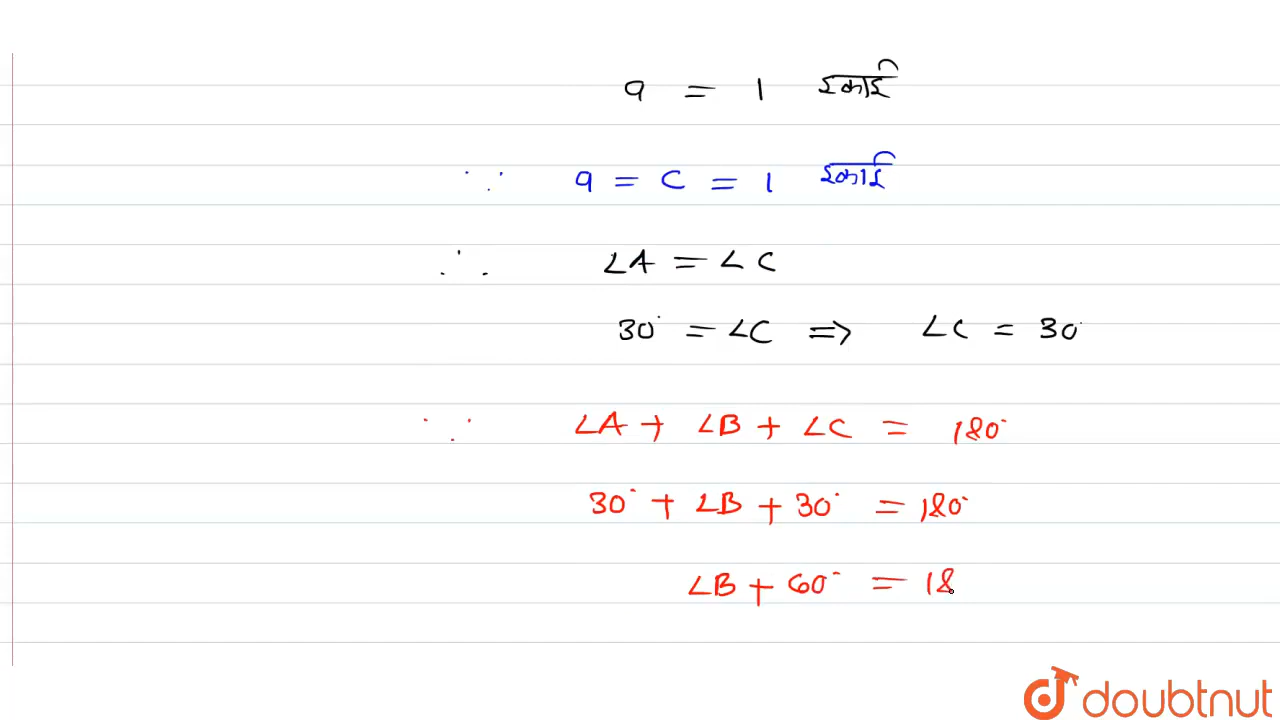 a = 1 इकाई
∵ a = c = 1 इकाई
∴ ∠A = ∠C
30° = ∠C ⇒ ∠C = 30°
∵ ∠A + ∠B + ∠C = 180°
30° + ∠B + 30° = 180°
∠B + 60° = 18
doubtnut